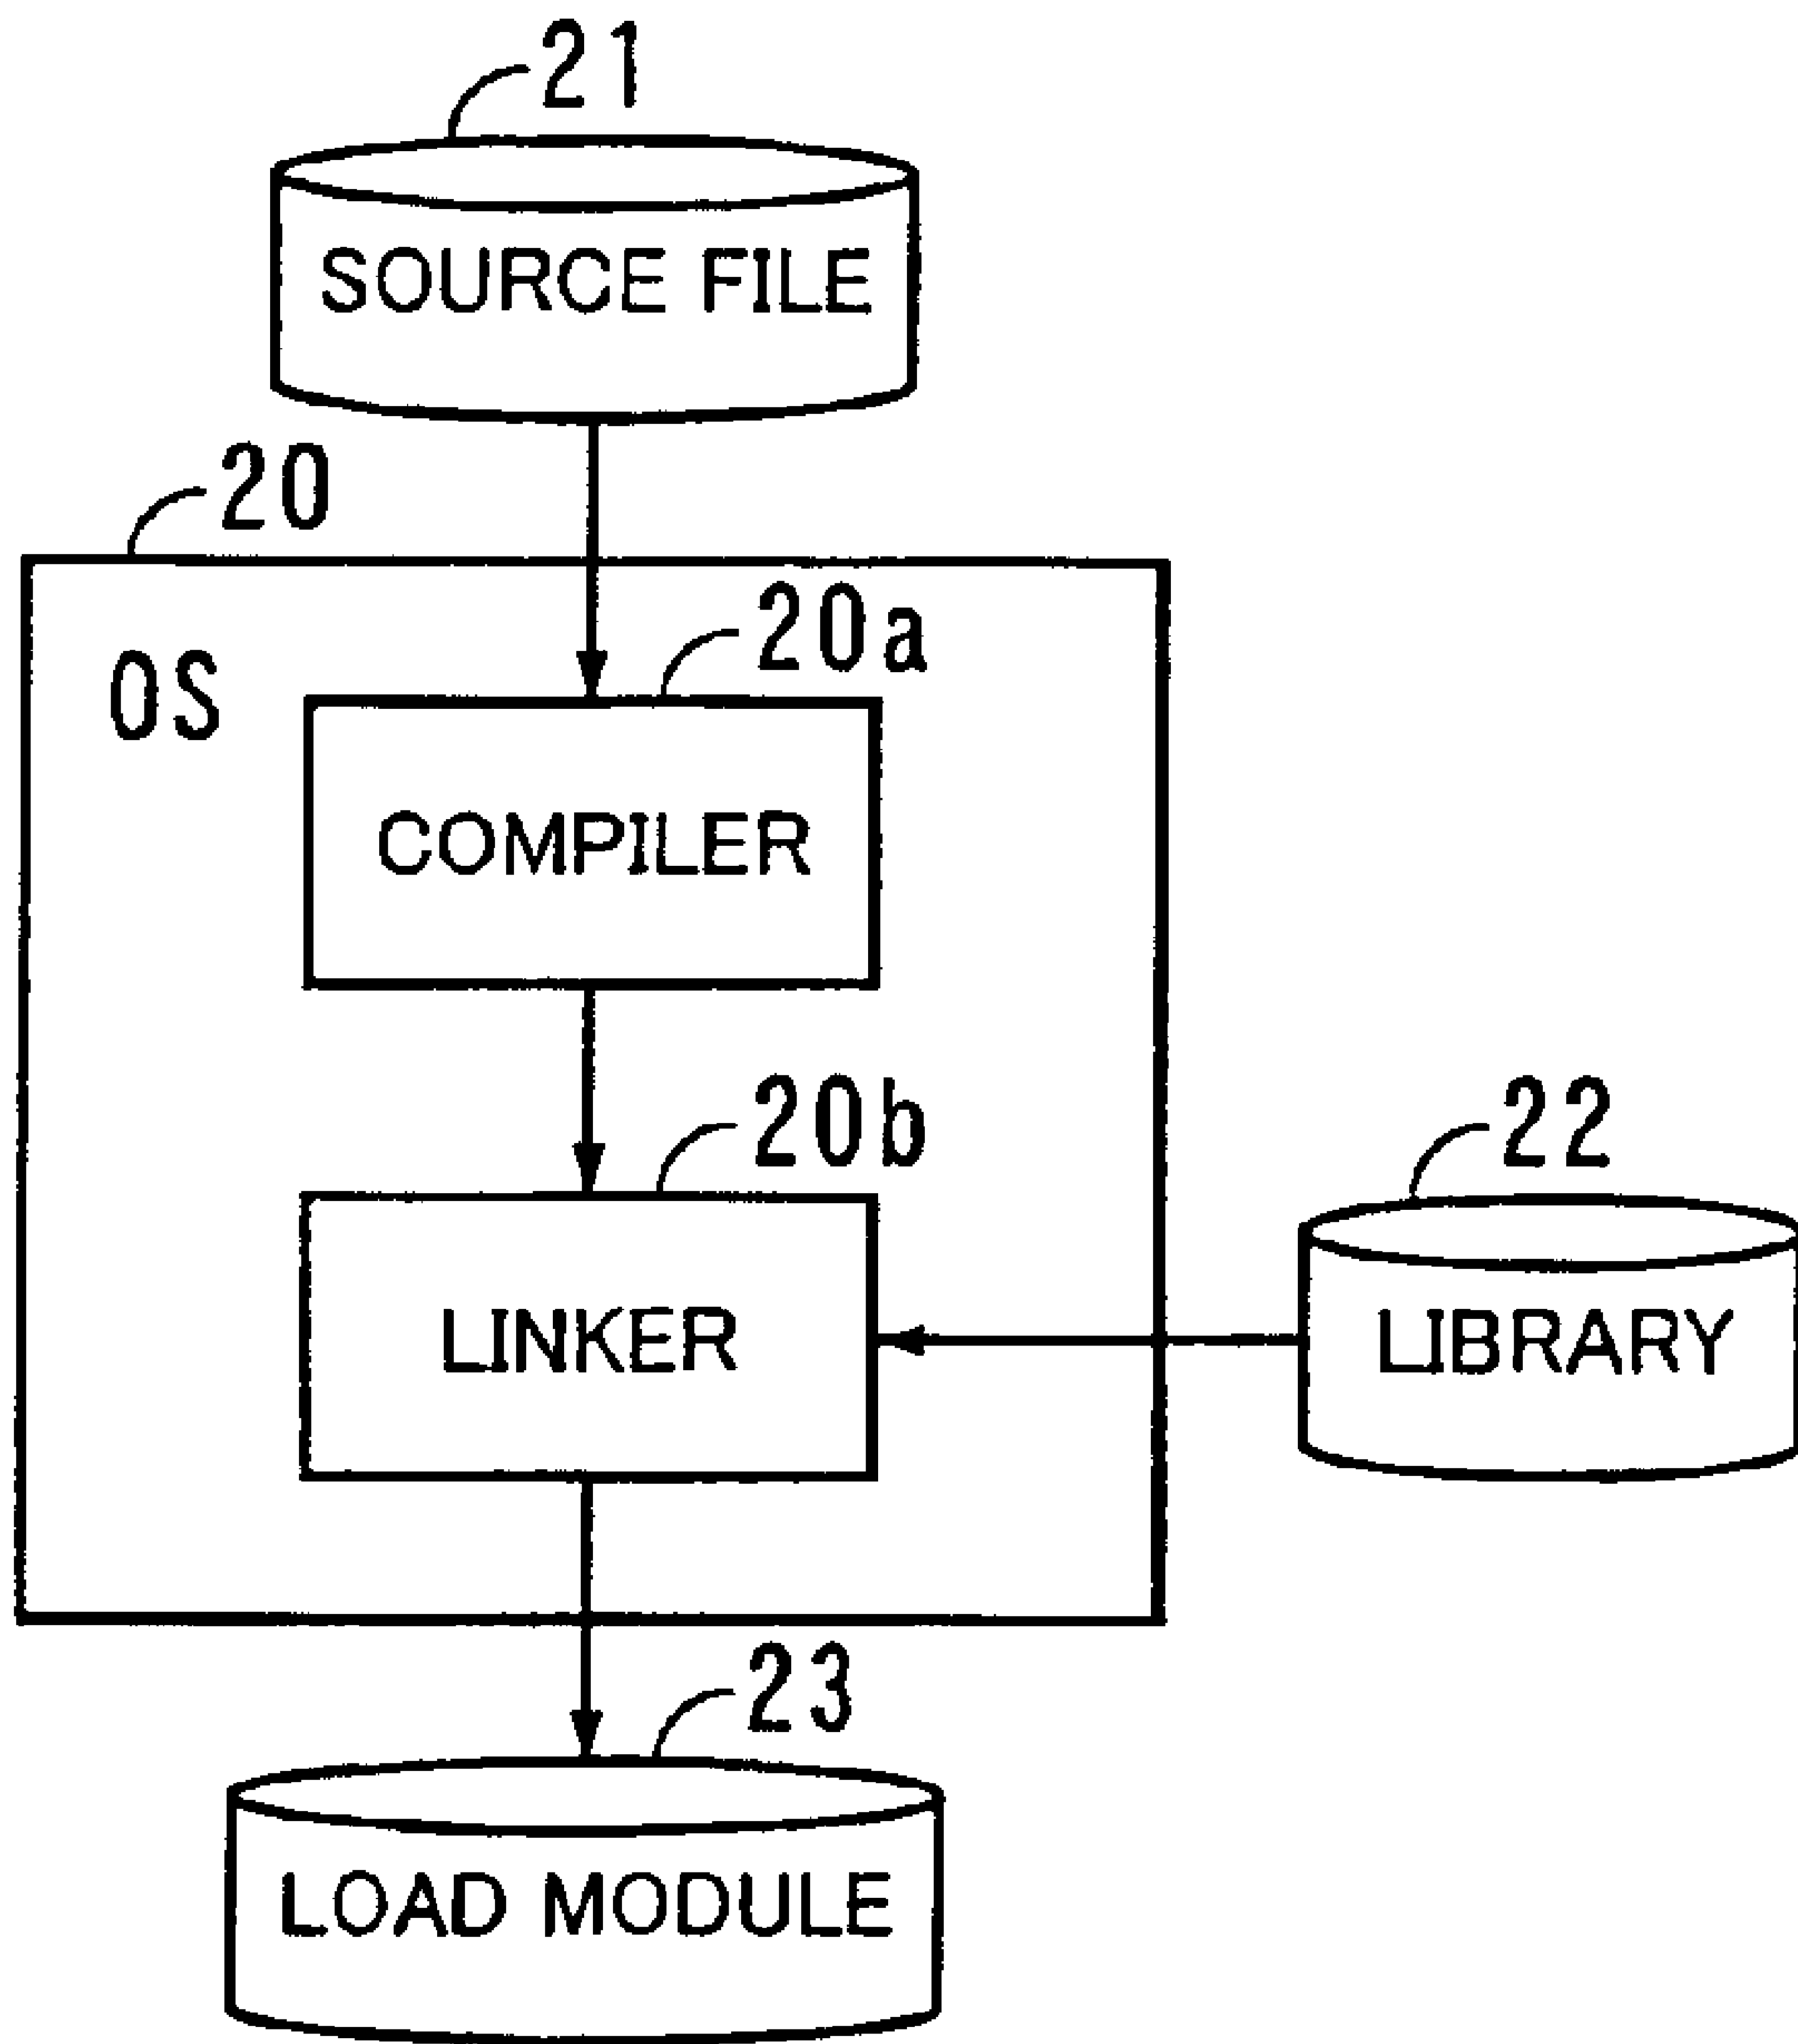 21
SOURCE FILE
20
OS
20a
COMPILER
20b
LINKER
22
LIBRARY
23
LOAD MODULE